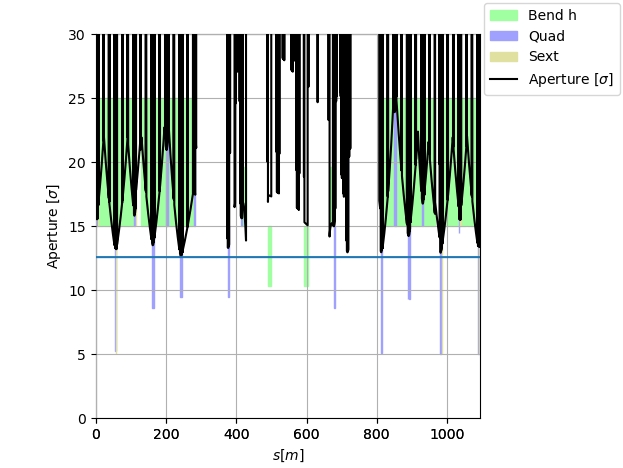 Bend h
Quad
Sext
Aperture [σ]
30
25
20
15
10
5
0
Aperture [σ]
0 200 400 600 800 1000
s[m]